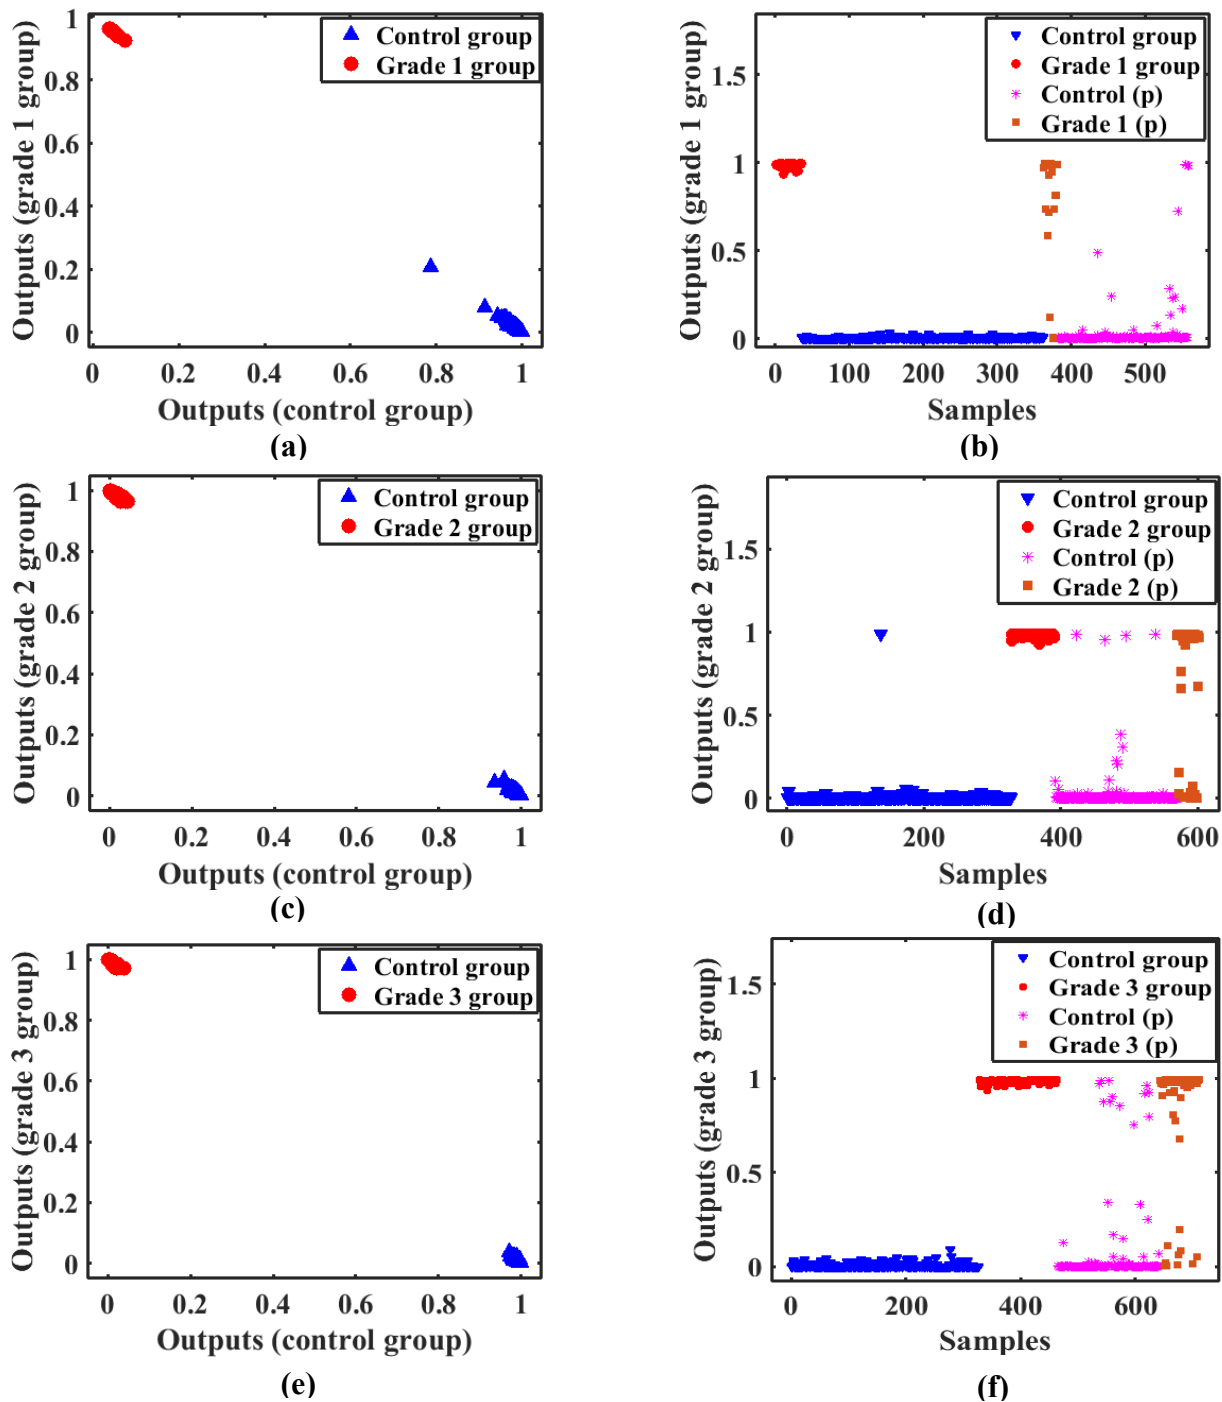 Outputs (grade 1 group)
1
0.8
0.6
0.4
0.2
0
Control group
Grade 1 group
0 0.2 0.4 0.6 0.8 1
Outputs (control group)
(a)
Outputs (grade 1 group)
1.5
1
0.5
0
Control group
Grade 1 group
Control (p)
Grade 1 (p)
0 100 200 300 400 500
Samples
(b)
Outputs (grade 2 group)
1
0.8
0.6
0.4
0.2
0
Control group
Grade 2 group
0 0.2 0.4 0.6 0.8 1
Outputs (control group)
(c)
Outputs (grade 2 group)
1.5
1
0.5
0
Control group
Grade 2 group
Control (p)
Grade 2 (p)
0 200 400 600
Samples
(d)
Outputs (grade 3 group)
1
0.8
0.6
0.4
0.2
0
Control group
Grade 3 group
0 0.2 0.4 0.6 0.8 1
Outputs (control group)
(e)
Outputs (grade 3 group)
1.5
1
0.5
0
Control group
Grade 3 group
Control (p)
Grade 3 (p)
0 200 400 600
Samples
(f)